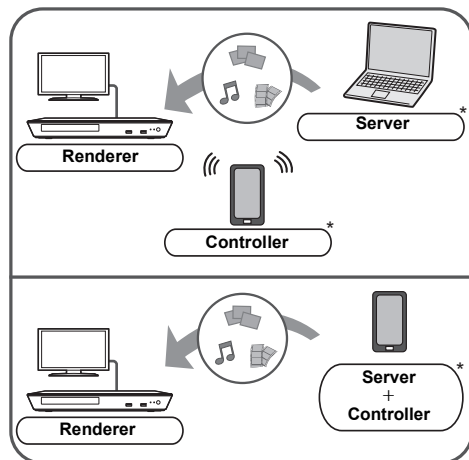 Server
*
Renderer
Controller
*
Server
+
Controller
*
Renderer